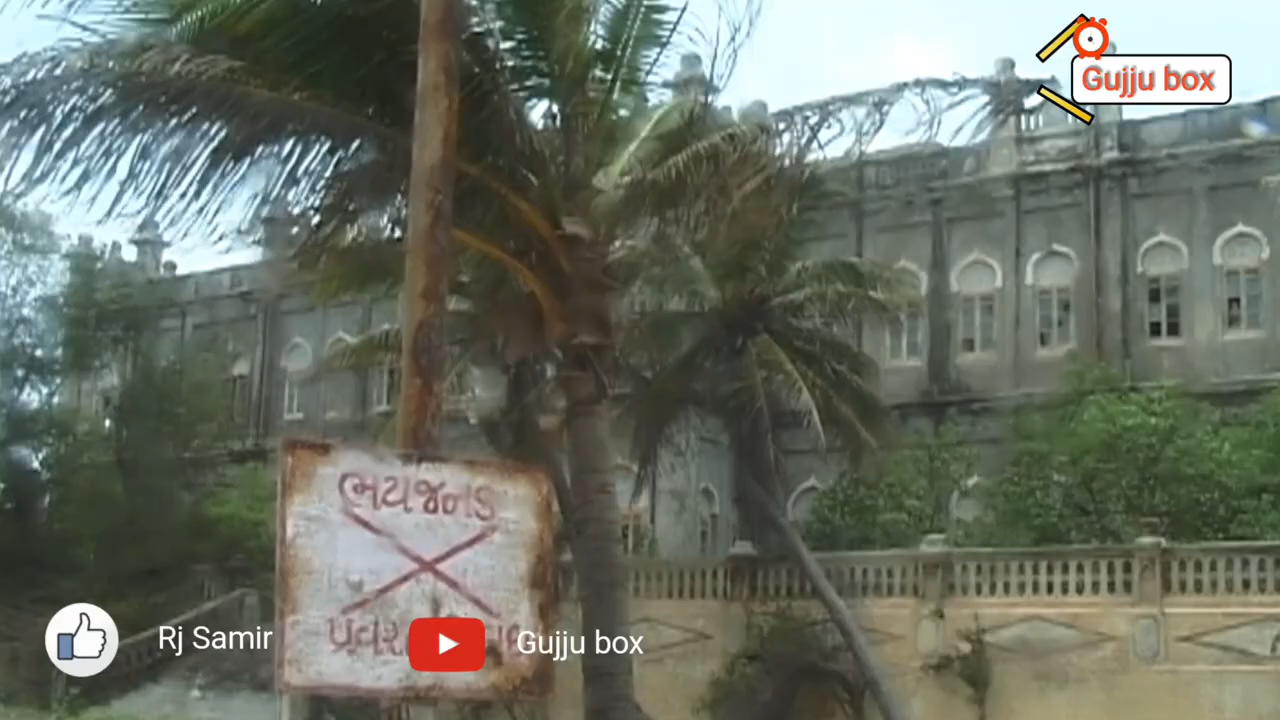 Gujju box
ભયજનક
Rj Samir
Gujju box